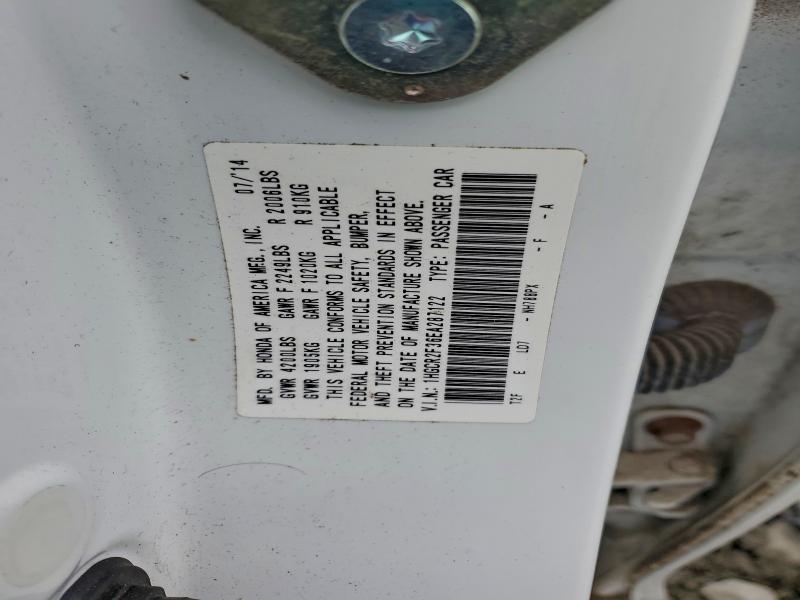 07/'14
MFD. BY HONDA OF AMERICA MFG., INC.
GVWR 4200LBS GAWR F 2249LBS R 2006LBS
GVWR 1905KG GAWR F 1020KG R 910KG
THIS VEHICLE CONFORMS TO ALL APPLICABLE
FEDERAL MOTOR VEHICLE SAFETY, BUMPER,
AND THEFT PREVENTION STANDARDS IN EFFECT
ON THE DATE OF MANUFACTURE SHOWN ABOVE.
V.I.N.: 1HGCR2F36EA287122 TYPE: PASSENGER CAR
T2F E LD7 - NH788PX - F - A